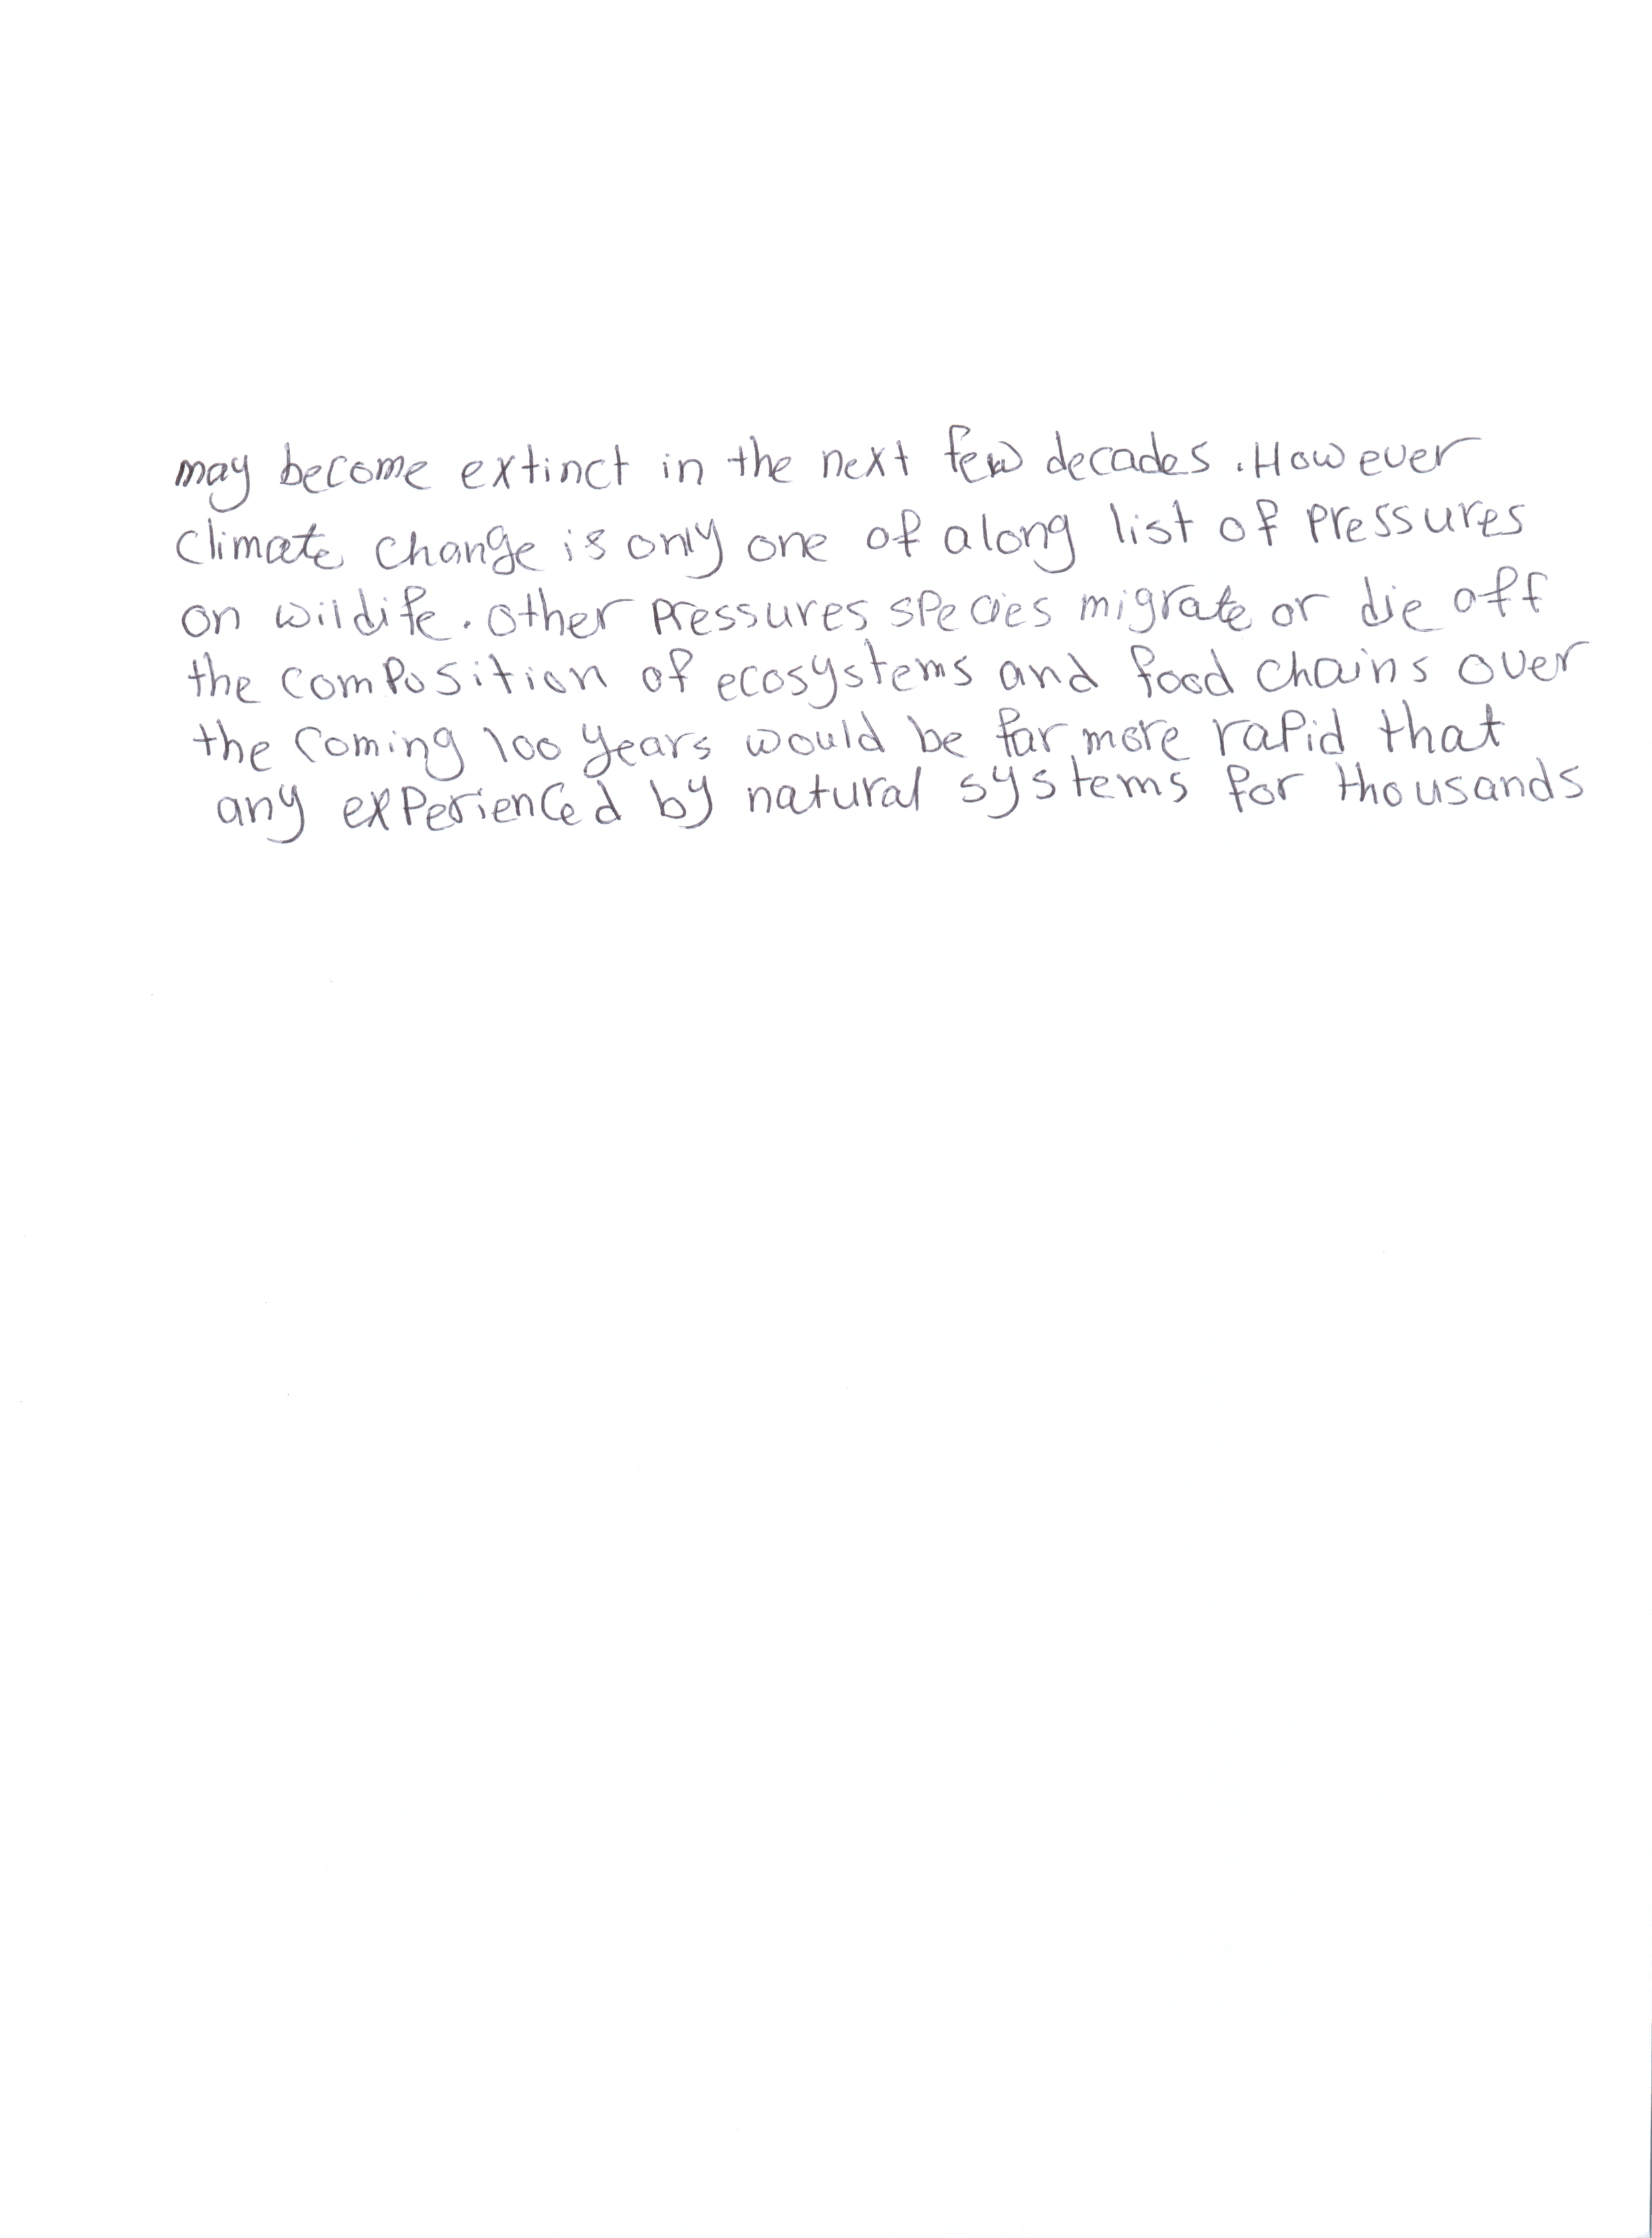 may become extinct in the next few decades. However
climate change is only one of along list of pressures
on wildife. other pressures species migrate or die off
the composition of ecosystems and food chains over
the coming 100 years would be far more rapid that
any experienced by natural systems for thousands